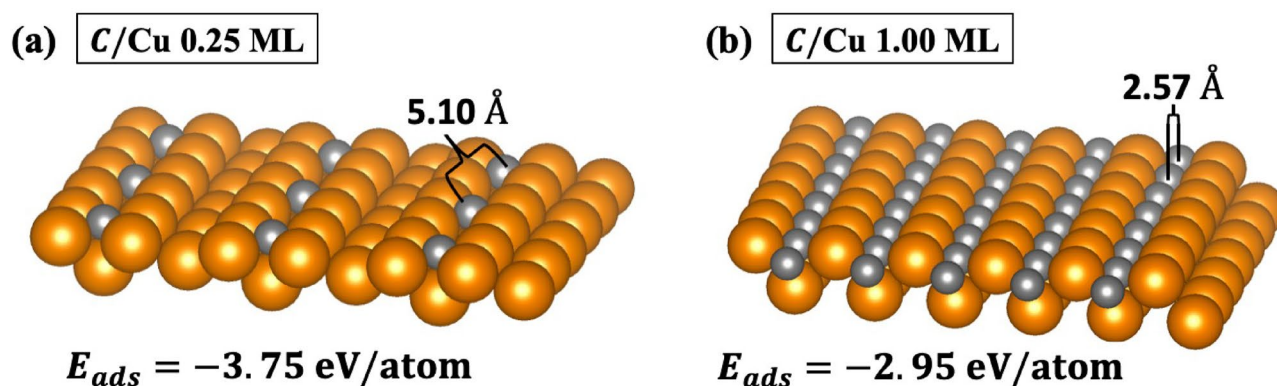 (a) C/Cu 0.25 ML
5.10 Å
E_ads = −3.75 eV/atom
(b) C/Cu 1.00 ML
2.57 Å
E_ads = −2.95 eV/atom